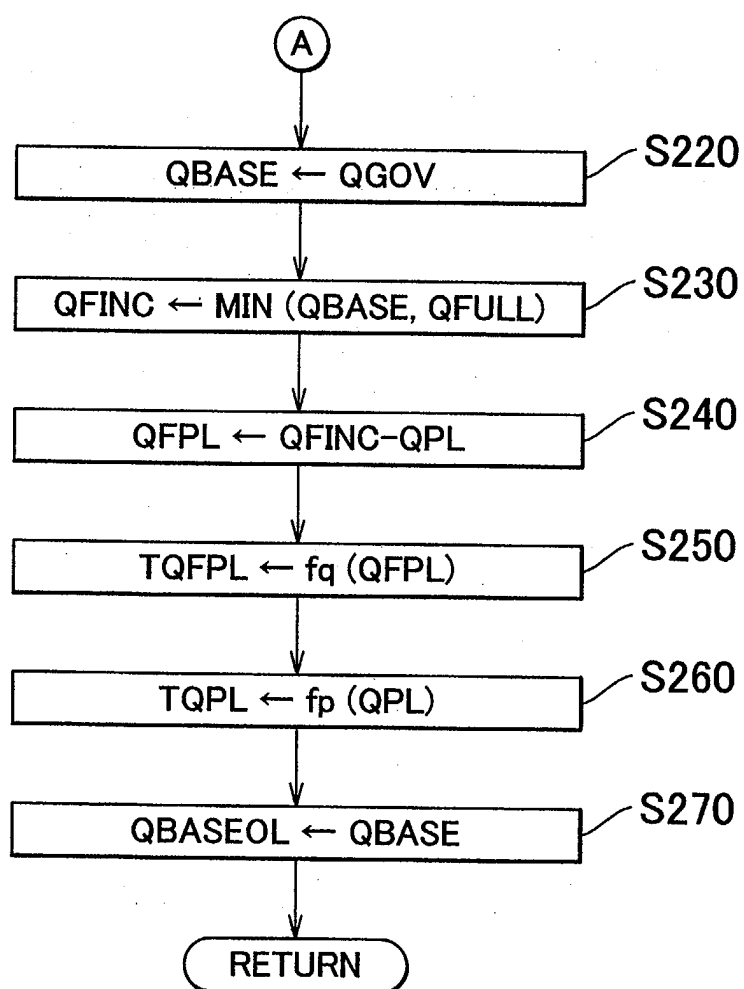 A
QBASE ← QGOV
S220
QFINC ← MIN (QBASE, QFULL)
S230
QFPL ← QFINC-QPL
S240
TQFPL ← fq (QFPL)
S250
TQPL ← fp (QPL)
S260
QBASEOL ← QBASE
S270
RETURN